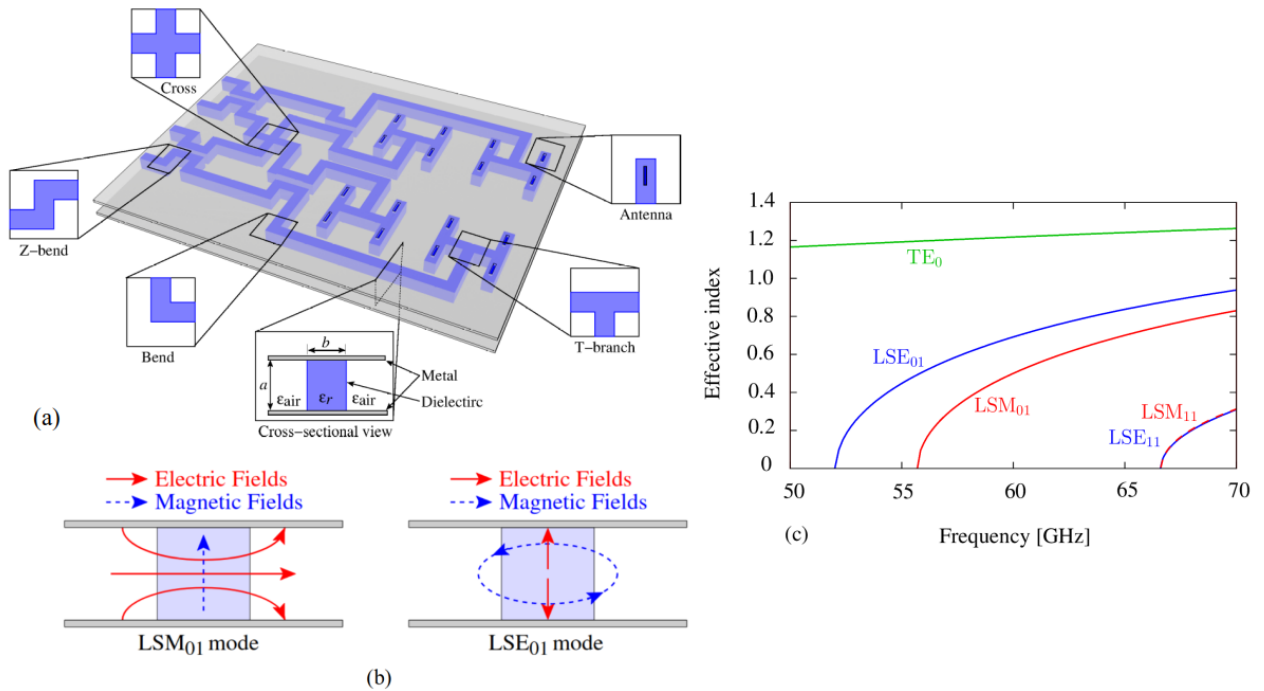 Cross
Z−bend
Bend
Antenna
T−branch
b
a
εair
εr
εair
Metal
Dielectirc
Cross−sectional view
(a)
Electric Fields
Magnetic Fields
LSM01 mode
Electric Fields
Magnetic Fields
LSE01 mode
(b)
Effective index
1.4
1.2
1.0
0.8
0.6
0.4
0.2
0
TE0
LSE01
LSM01
LSM11
LSE11
50 55 60 65 70
Frequency [GHz]
(c)